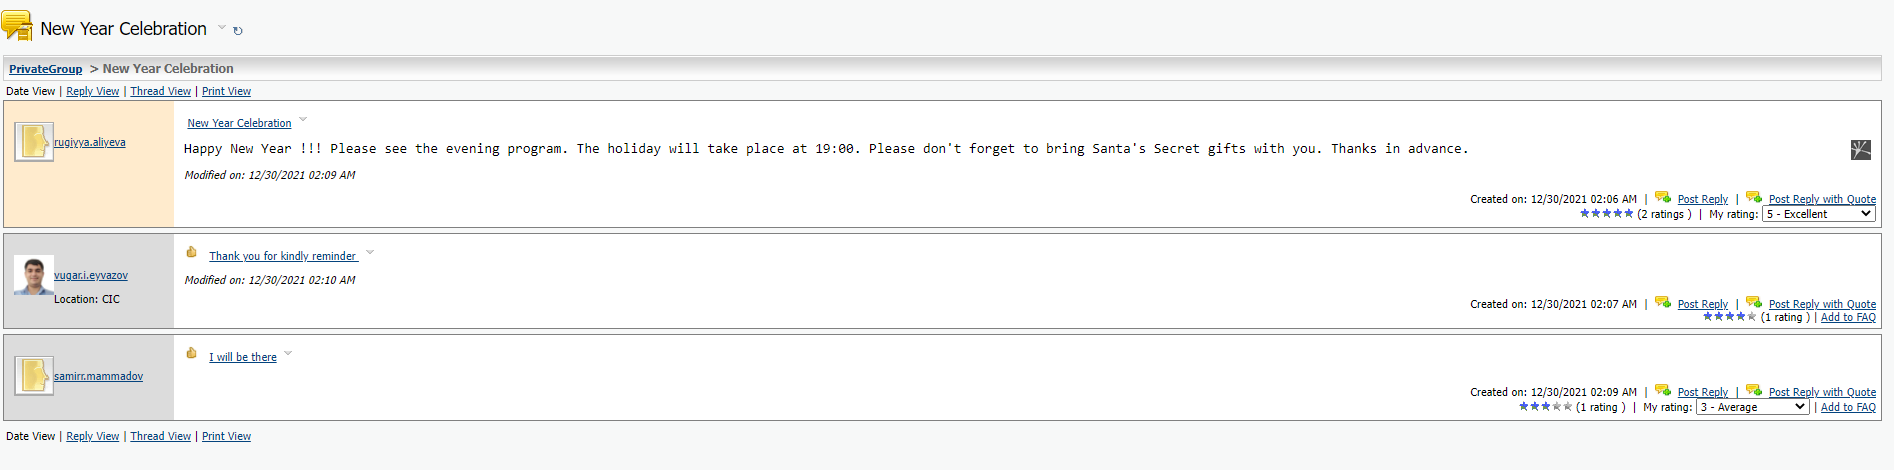 New Year Celebration
PrivateGroup > New Year Celebration
Date View | Reply View | Thread View | Print View
rugiyya.aliyeva
New Year Celebration
Happy New Year !!! Please see the evening program. The holiday will take place at 19:00. Please don't forget to bring Santa's Secret gifts with you. Thanks in advance.
Modified on: 12/30/2021 02:09 AM
Created on: 12/30/2021 02:06 AM | Post Reply | Post Reply with Quote
(2 ratings ) | My rating: 5 - Excellent
vugar.i.eyvazov
Location: CIC
Thank you for kindly reminder
Modified on: 12/30/2021 02:10 AM
Created on: 12/30/2021 02:07 AM | Post Reply | Post Reply with Quote
(1 rating ) | Add to FAQ
samirr.mammadov
I will be there
Created on: 12/30/2021 02:09 AM | Post Reply | Post Reply with Quote
(1 rating ) | My rating: 3 - Average | Add to FAQ
Date View | Reply View | Thread View | Print View